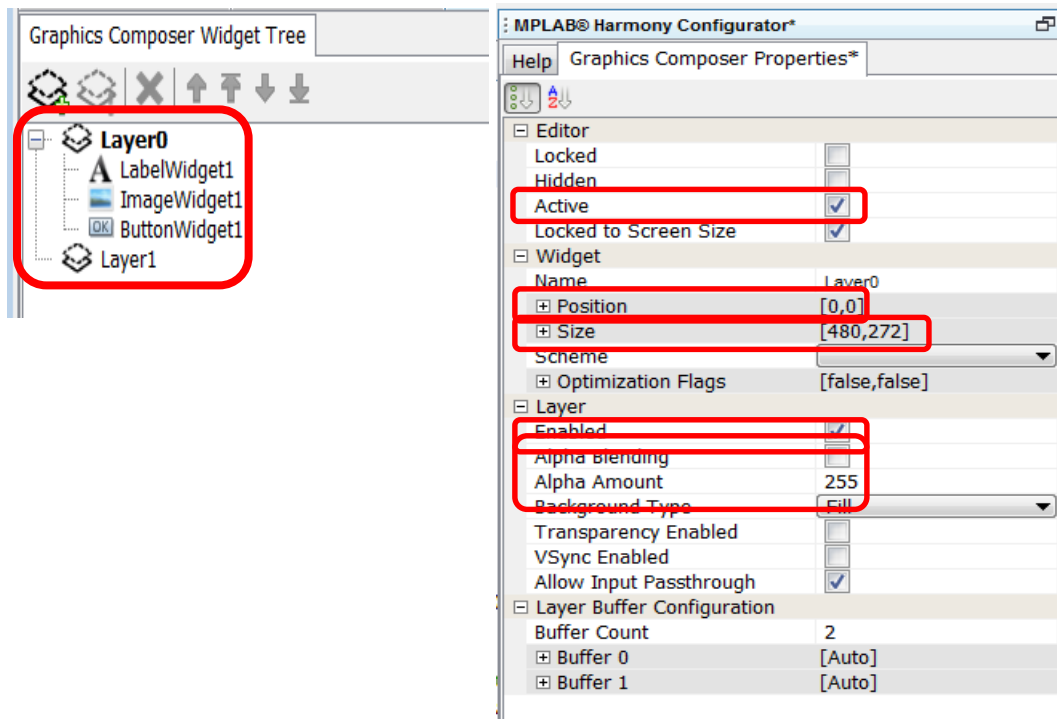 Graphics Composer Widget Tree
Layer0
LabelWidget1
ImageWidget1
OK ButtonWidget1
Layer1
MPLAB® Harmony Configurator*
Help Graphics Composer Properties*
Editor
Locked
Hidden
Active
Locked to Screen Size
Widget
Name Layer0
Position [0,0]
Size [480,272]
Scheme
Optimization Flags [false,false]
Layer
Enabled
Alpha Blending
Alpha Amount 255
Background Type Fill
Transparency Enabled
VSync Enabled
Allow Input Passthrough
Layer Buffer Configuration
Buffer Count 2
Buffer 0 [Auto]
Buffer 1 [Auto]